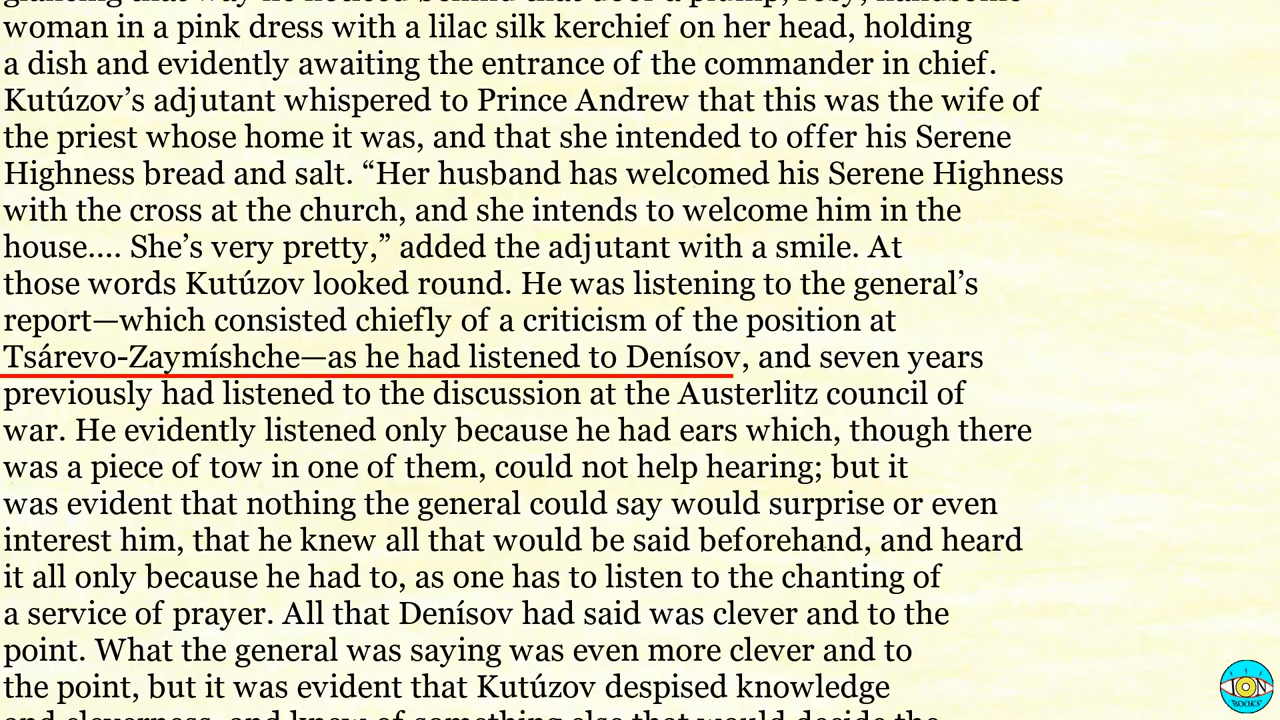 woman in a pink dress with a lilac silk kerchief on her head, holding
a dish and evidently awaiting the entrance of the commander in chief.
Kutúzov’s adjutant whispered to Prince Andrew that this was the wife of
the priest whose home it was, and that she intended to offer his Serene
Highness bread and salt. “Her husband has welcomed his Serene Highness
with the cross at the church, and she intends to welcome him in the
house.... She’s very pretty,” added the adjutant with a smile. At
those words Kutúzov looked round. He was listening to the general’s
report—which consisted chiefly of a criticism of the position at
Tsárevo-Zaymíshche—as he had listened to Denísov, and seven years
previously had listened to the discussion at the Austerlitz council of
war. He evidently listened only because he had ears which, though there
was a piece of tow in one of them, could not help hearing; but it
was evident that nothing the general could say would surprise or even
interest him, that he knew all that would be said beforehand, and heard
it all only because he had to, as one has to listen to the chanting of
a service of prayer. All that Denísov had said was clever and to the
point. What the general was saying was even more clever and to
the point, but it was evident that Kutúzov despised knowledge
ION
BOOKS